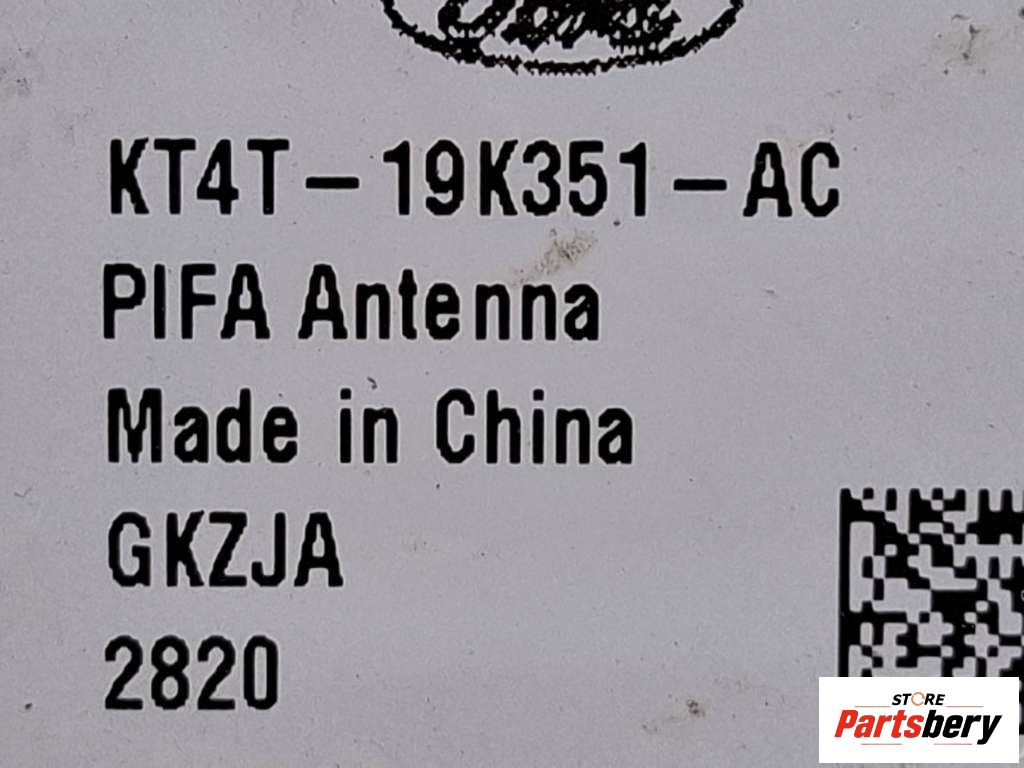 KT4T-19K351-AC
PIFA Antenna
Made in China
GKZJA
2820
STORE
Partsbery